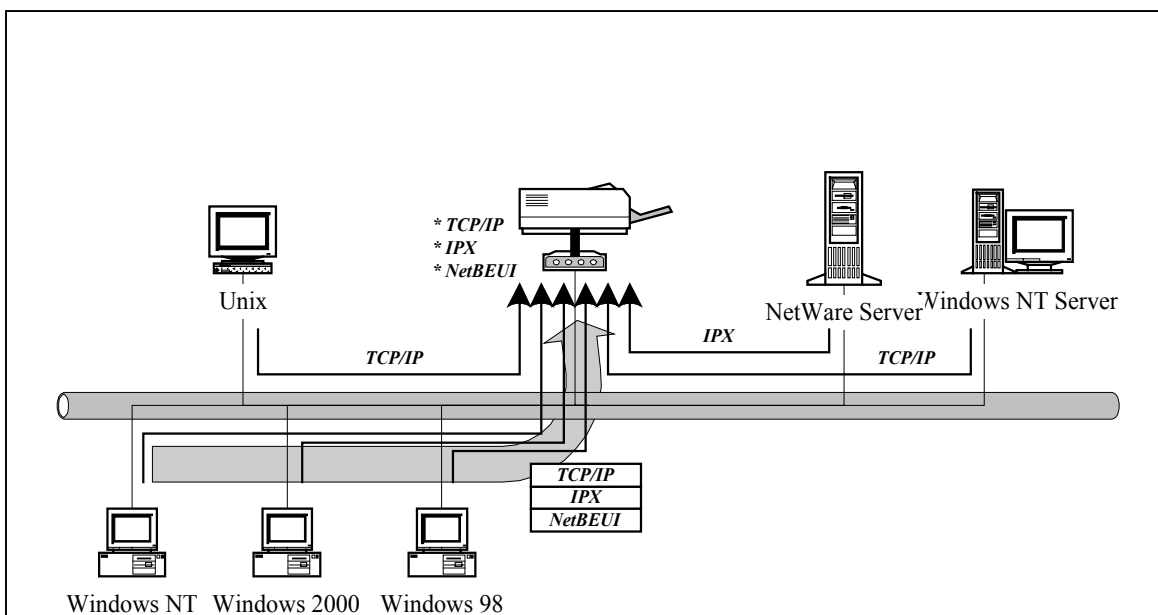 * TCP/IP
* IPX
* NetBEUI
Unix
NetWare Server
Windows NT Server
IPX
TCP/IP
TCP/IP
TCP/IP
IPX
NetBEUI
Windows NT
Windows 2000
Windows 98